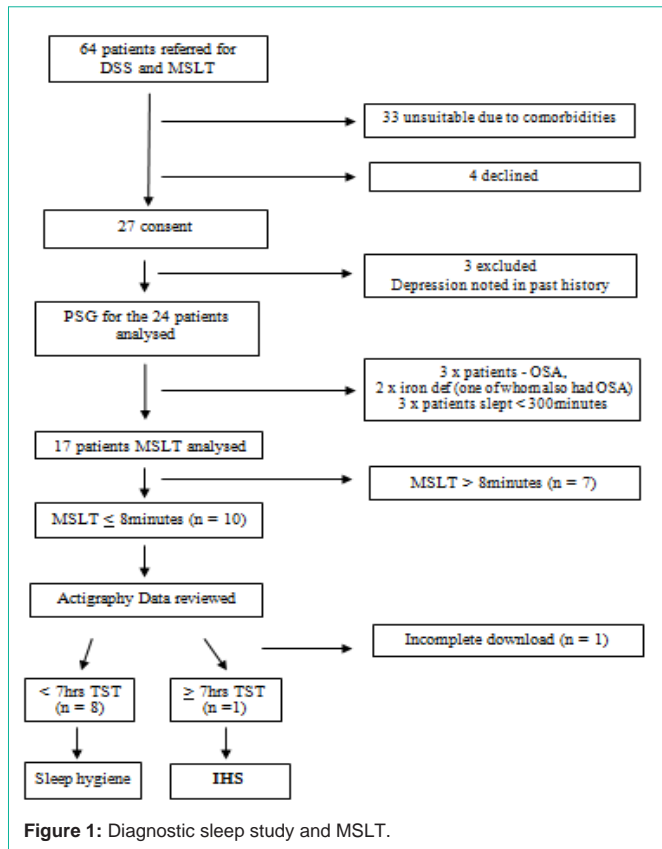 64 patients referred for
DSS and MSLT
33 unsuitable due to comorbidities
4 declined
27 consent
3 excluded
Depression noted in past history
PSG for the 24 patients
analysed
3 x patients - OSA,
2 x iron def (one of whom also had OSA)
3 x patients slept < 300minutes
17 patients MSLT analysed
MSLT > 8minutes (n = 7)
MSLT ≤ 8minutes (n = 10)
Actigraphy Data reviewed
Incomplete download (n = 1)
< 7hrs TST
(n = 8)
≥ 7hrs TST
(n =1)
Sleep hygiene
IHS
Figure 1: Diagnostic sleep study and MSLT.